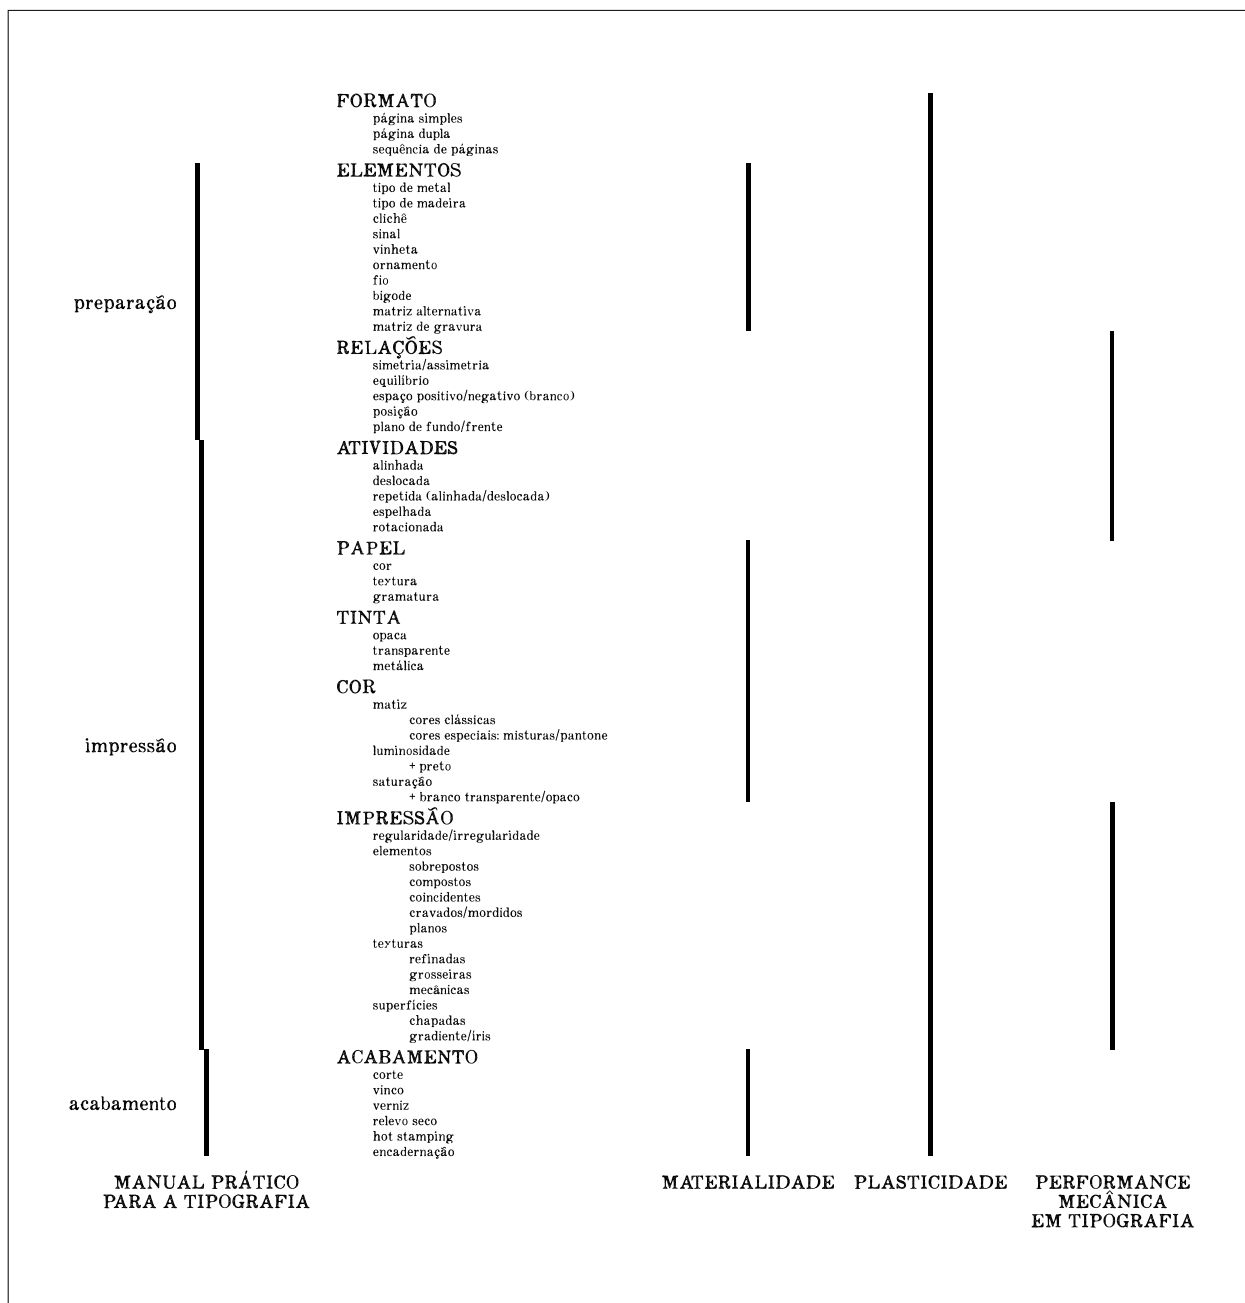 FORMATO
página simples
página dupla
sequência de páginas
ELEMENTOS
tipo de metal
tipo de madeira
clichê
sinal
vinheta
ornamento
fio
bigode
matriz alternativa
matriz de gravura
preparação
RELAÇÕES
simetria/assimetria
equilíbrio
espaço positivo/negativo (branco)
posição
plano de fundo/frente
ATIVIDADES
alinhada
deslocada
repetida (alinhada/deslocada)
espelhada
rotacionada
PAPEL
cor
textura
gramatura
TINTA
opaca
transparente
metálica
COR
matiz
cores clássicas
cores especiais: misturas/pantone
luminosidade
+ preto
saturação
+ branco transparente/opaco
impressão
IMPRESSÃO
regularidade/irregularidade
elementos
sobrepostos
compostos
coincidentes
cravados/mordidos
planos
texturas
refinadas
grosseiras
mecânicas
superfícies
chapadas
gradiente/íris
ACABAMENTO
corte
vinco
verniz
relevo seco
hot stamping
encadernação
acabamento
MANUAL PRÁTICO
PARA A TIPOGRAFIA
MATERIALIDADE
PLASTICIDADE
PERFORMANCE
MECÂNICA
EM TIPOGRAFIA